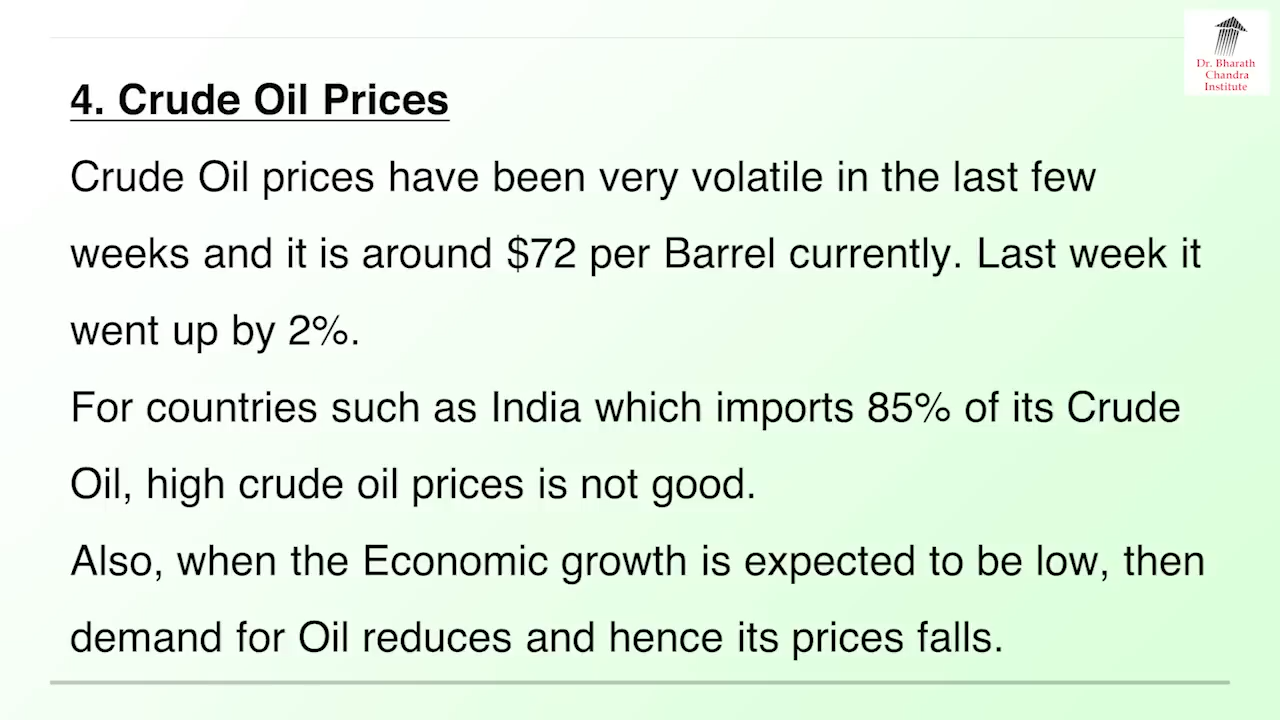 Dr. Bharath
Chandra
Institute
4. Crude Oil Prices
Crude Oil prices have been very volatile in the last few
weeks and it is around $72 per Barrel currently. Last week it
went up by 2%.
For countries such as India which imports 85% of its Crude
Oil, high crude oil prices is not good.
Also, when the Economic growth is expected to be low, then
demand for Oil reduces and hence its prices falls.